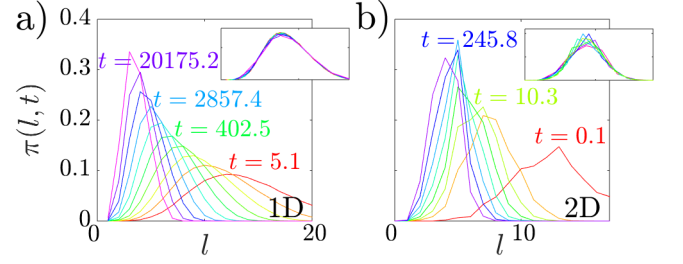 a)
0.4
0.3
0.2
0.1
0
π(l, t)
t = 20175.2
t = 2857.4
t = 402.5
t = 5.1
1D
0
10
20
l
b)
t = 245.8
t = 10.3
t = 0.1
2D
0
10
l